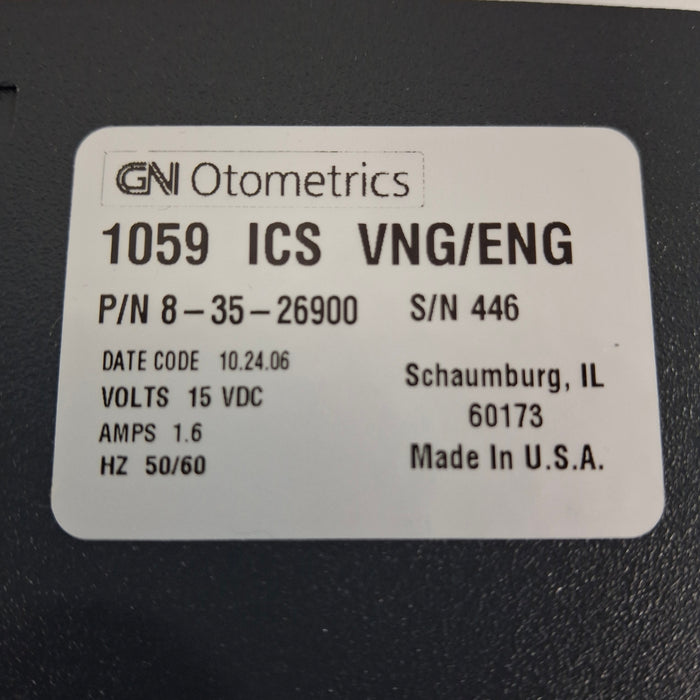 GN Otometrics
1059 ICS VNG/ENG
P/N 8-35-26900 S/N 446
DATE CODE 10.24.06
VOLTS 15 VDC
AMPS 1.6
HZ 50/60
Schaumburg, IL
60173
Made In U.S.A.